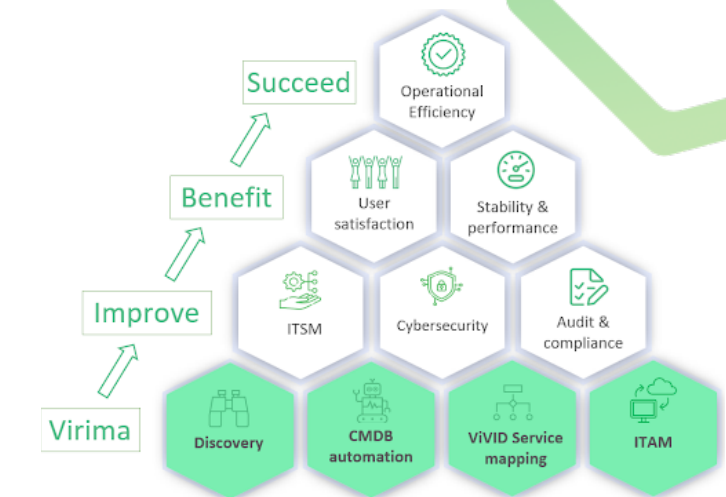 Succeed
Operational
Efficiency
Benefit
User
satisfaction
Stability &
performance
Improve
ITSM
Cybersecurity
Audit &
compliance
Virima
Discovery
CMDB
automation
ViVID Service
mapping
ITAM